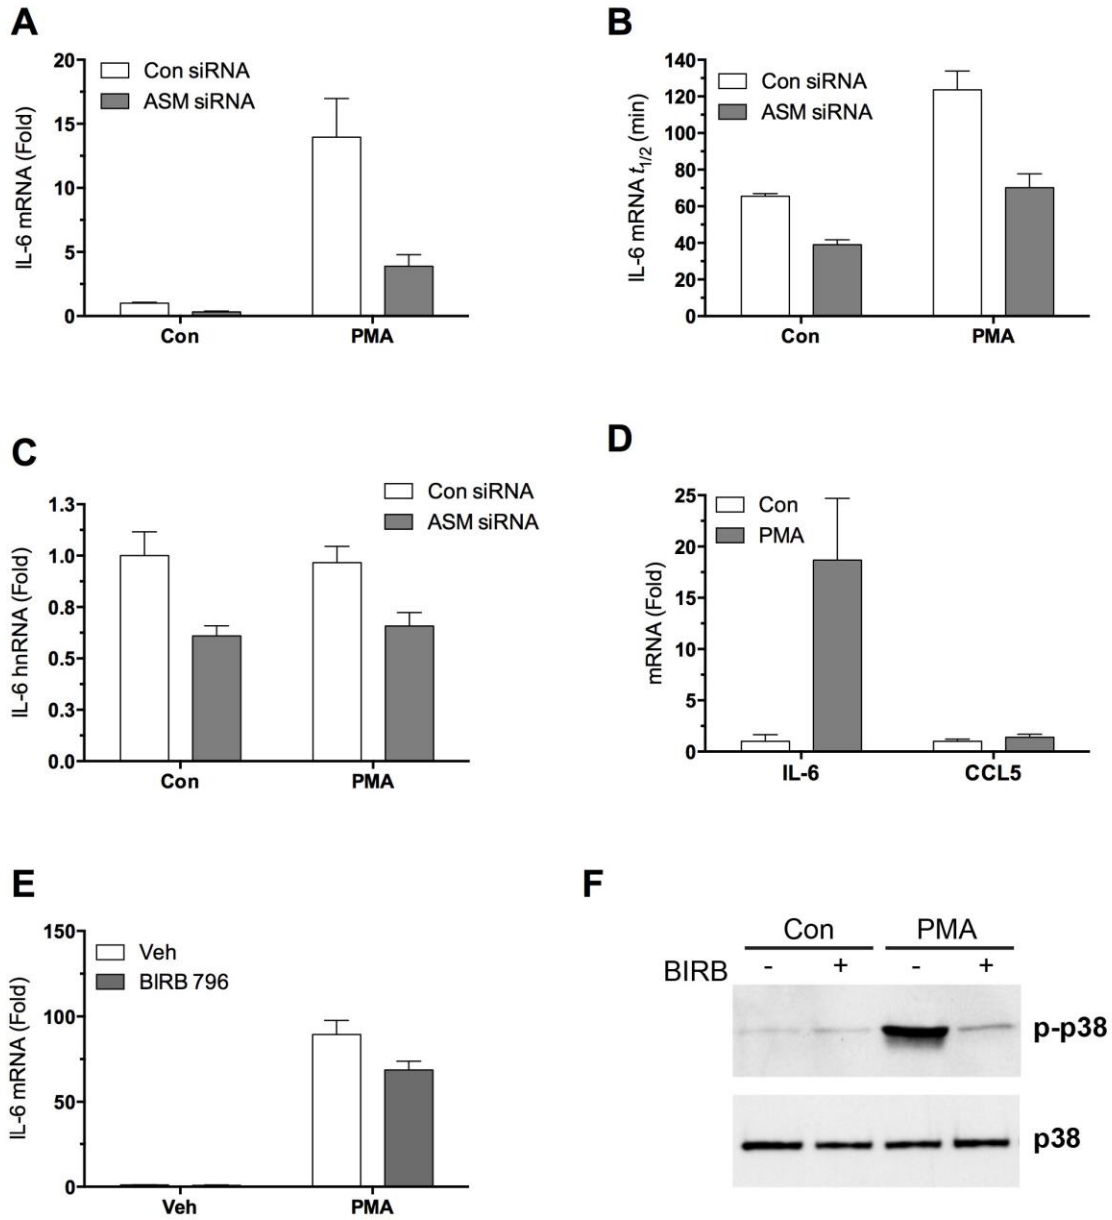 A
IL-6 mRNA (Fold)
20
15
10
5
0
Con siRNA
ASM siRNA
Con
PMA
B
IL-6 mRNA t1/2 (min)
140
120
100
80
60
40
20
0
Con siRNA
ASM siRNA
Con
PMA
C
IL-6 hnRNA (Fold)
1.3
1.0
0.8
0.5
0.3
0.0
Con siRNA
ASM siRNA
Con
PMA
D
mRNA (Fold)
25
20
15
10
5
0
Con
PMA
IL-6
CCL5
E
IL-6 mRNA (Fold)
150
100
50
0
Veh
BIRB 796
Veh
PMA
F
Con PMA
BIRB - + - +
p-p38
p38